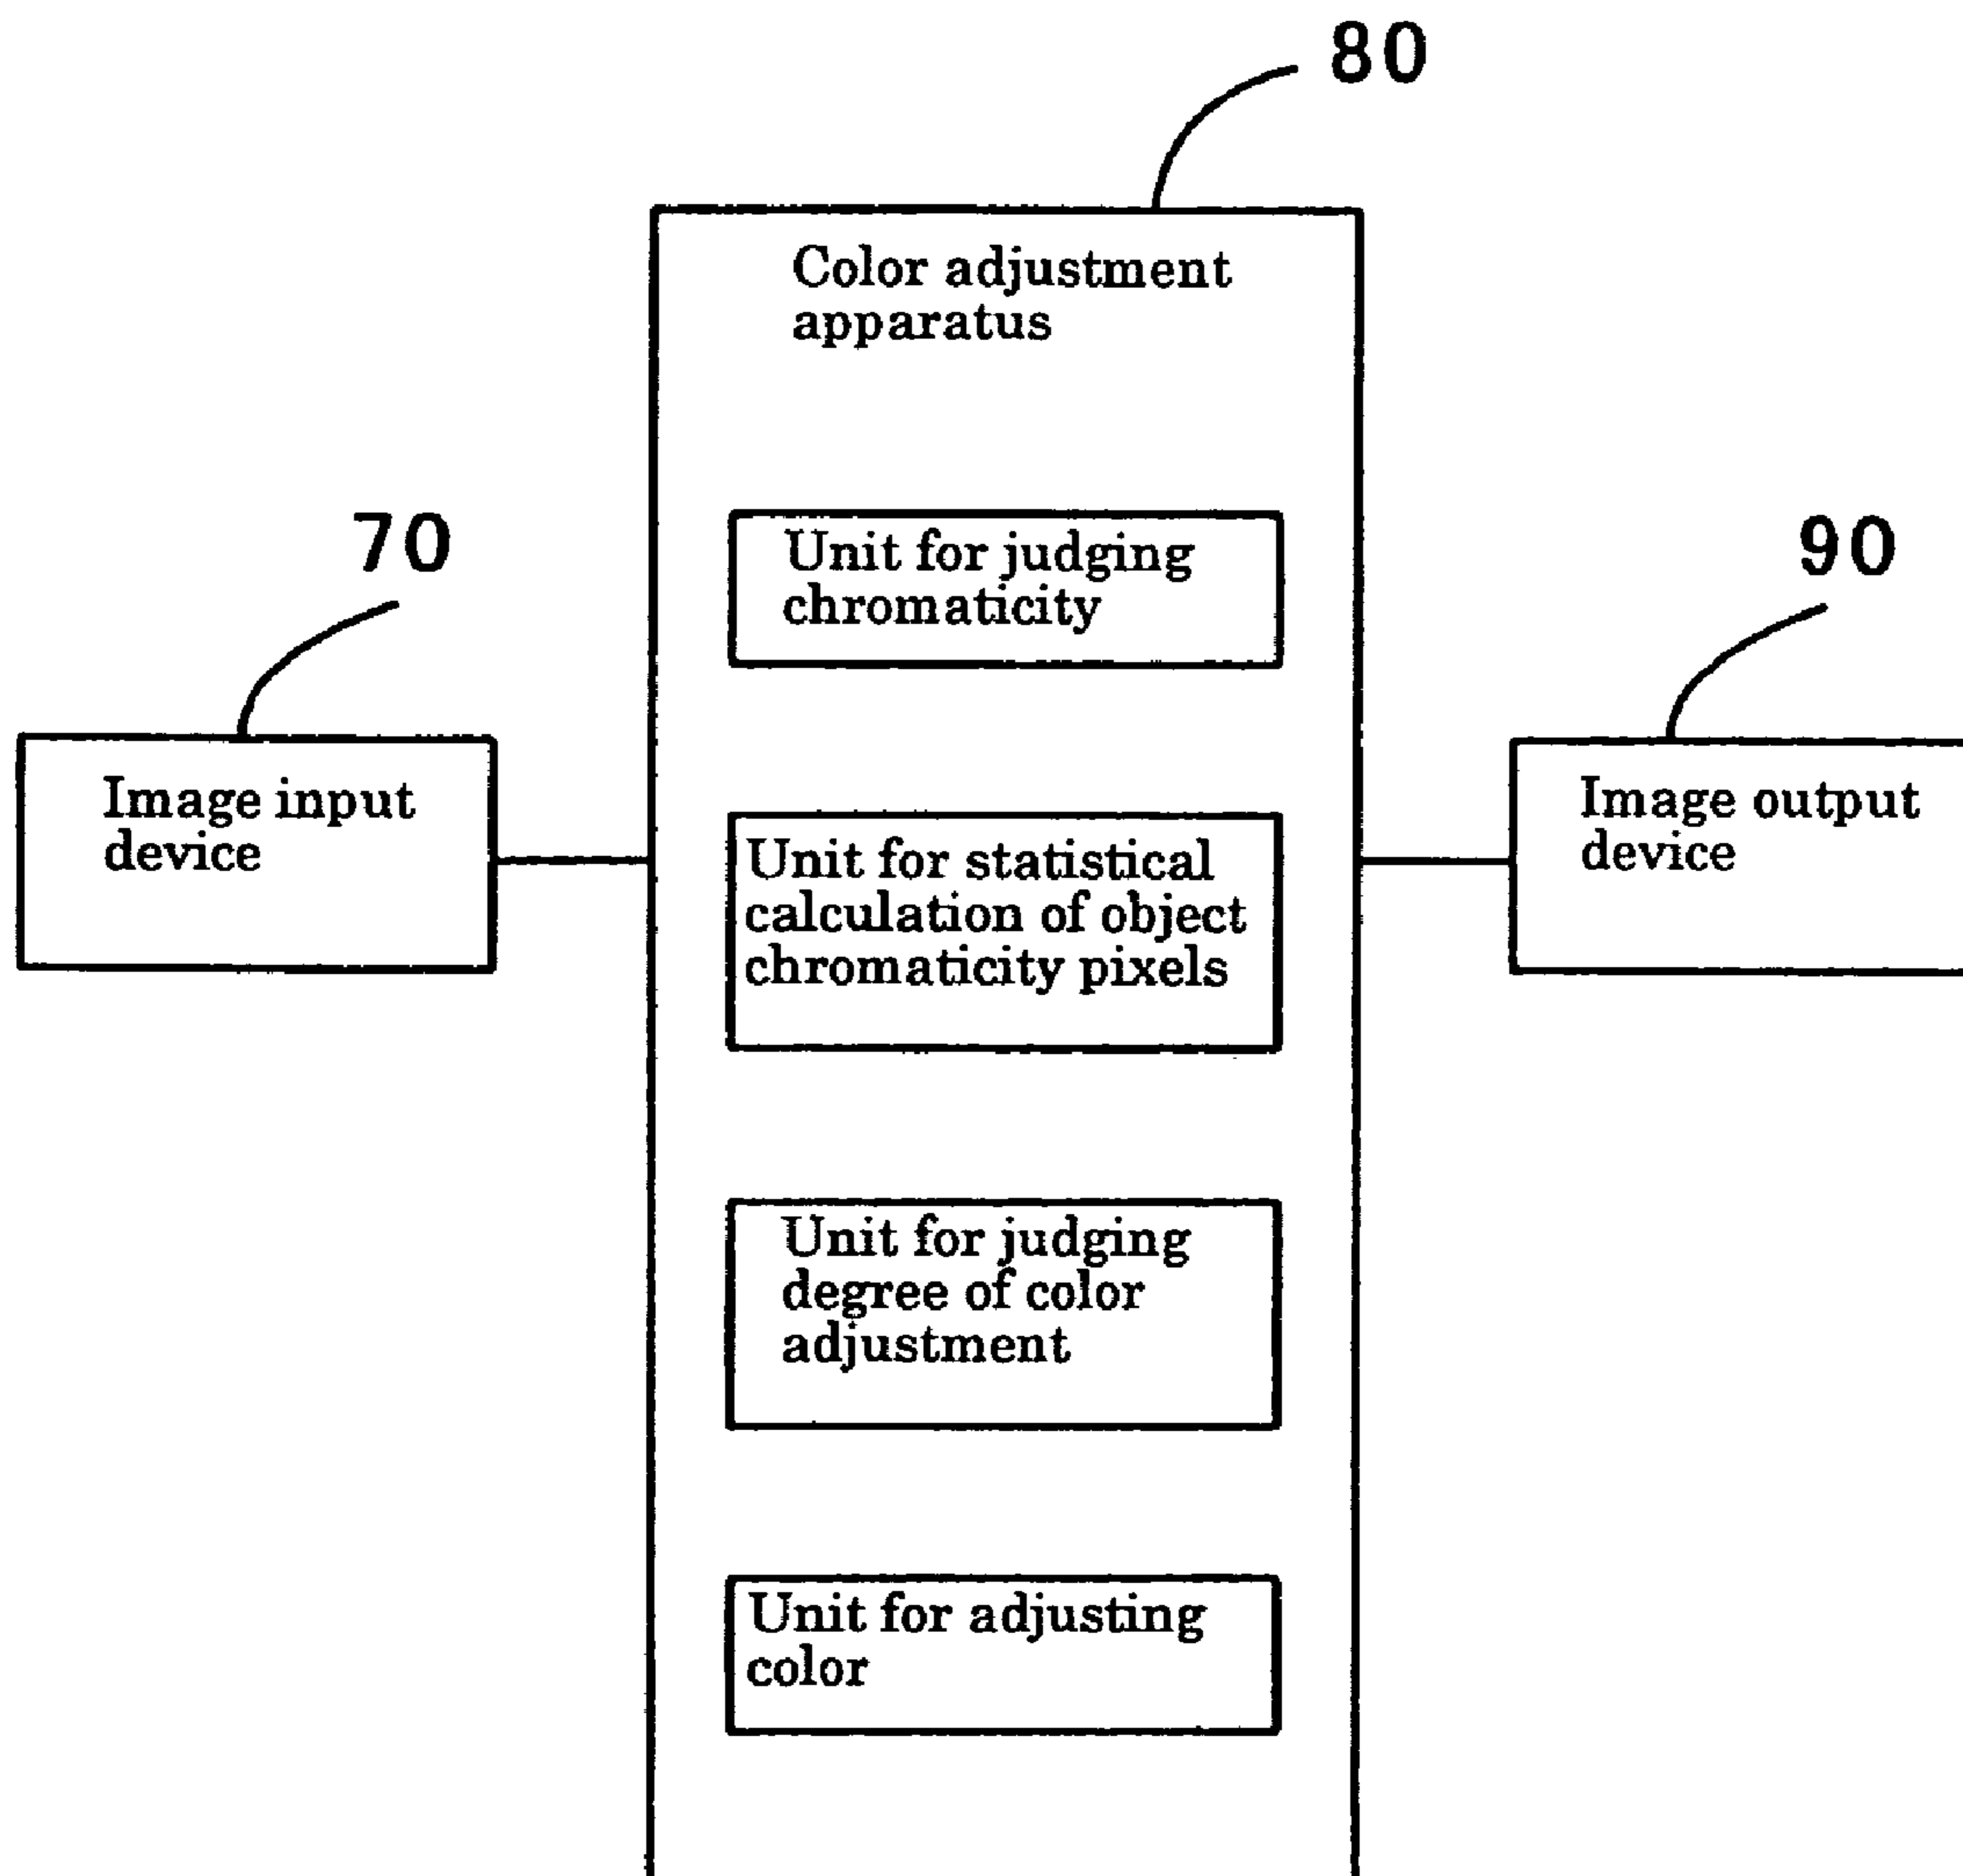 80
Color adjustment
apparatus
70
Image input
device
Unit for judging
chromaticity
Unit for statistical
calculation of object
chromaticity pixels
Unit for judging
degree of color
adjustment
Unit for adjusting
color
90
Image output
device